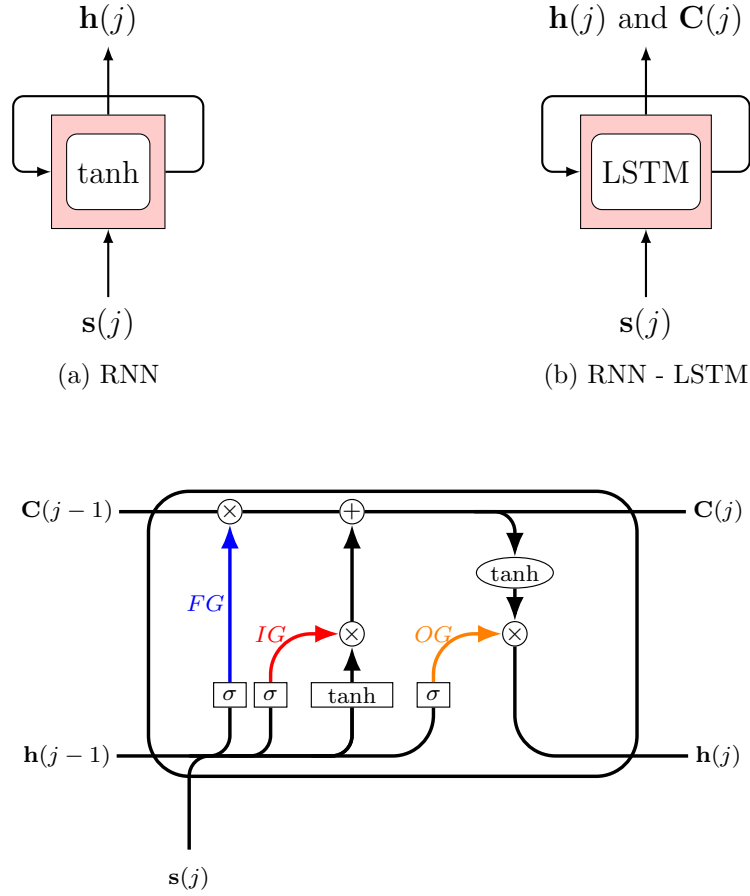 h(j)
h(j) and C(j)
tanh
LSTM
s(j)
s(j)
(a) RNN
(b) RNN - LSTM
C(j − 1)
×
+
C(j)
tanh
FG
IG
×
OG
×
σ
σ
tanh
σ
h(j − 1)
h(j)
s(j)